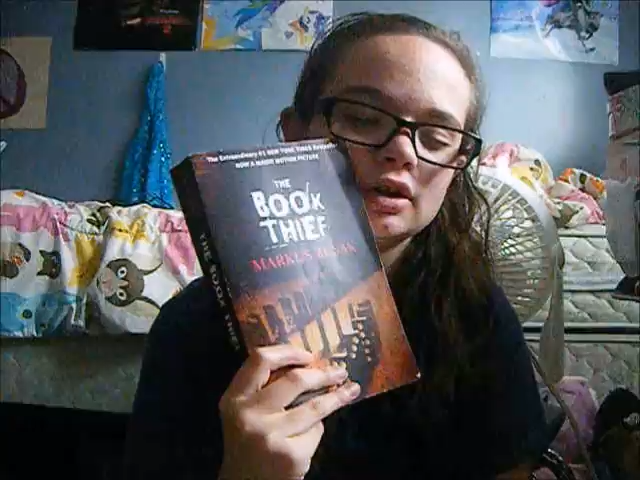 The Extraordinary #1 NEW YORK TIMES Bestseller
NOW A MAJOR MOTION PICTURE
THE
BOOK
THIEF
MARKUS ZUSAK
THE BOOK THIEF